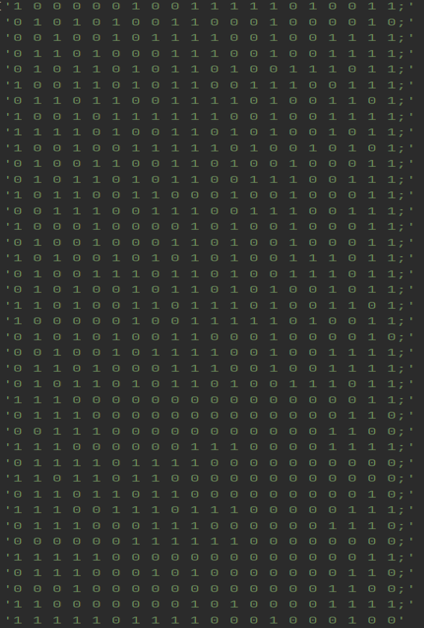 '1 0 0 0 0 0 1 0 0 1 1 1 1 1 0 1 0 0 1 1;'
'0 1 0 1 0 1 0 0 1 1 0 0 0 1 0 0 0 0 1 0;'
'0 0 1 0 0 1 0 1 1 1 1 0 0 1 0 0 1 1 1 1;'
'0 1 1 0 1 0 0 0 1 1 1 0 1 0 0 1 0 1 1 1;'
'0 1 0 1 1 0 1 0 1 1 0 1 0 0 1 1 1 0 1 1;'
'1 0 0 1 1 0 1 0 1 1 0 0 1 1 1 0 0 1 1 1;'
'0 1 1 0 1 1 0 0 1 1 1 1 0 1 0 0 1 1 0 1;'
'1 0 0 1 0 1 1 1 1 1 1 0 0 1 0 0 1 1 1 1;'
'1 1 1 1 0 1 0 0 1 1 0 1 0 1 0 0 1 0 1 1;'
'1 0 0 1 0 0 1 1 1 1 1 0 1 0 0 1 0 1 0 1;'
'0 1 0 0 1 1 0 0 1 1 0 1 0 0 1 0 0 0 1 1;'
'0 1 0 1 1 0 1 0 1 1 0 0 1 1 1 0 0 1 1 1;'
'1 0 1 1 0 0 1 1 0 0 0 1 0 0 1 0 0 0 1 1;'
'0 0 1 1 1 0 0 1 1 1 0 0 1 1 1 0 0 1 1 1;'
'1 0 0 0 1 0 0 0 0 1 1 0 1 0 0 1 0 0 1 1;'
'0 1 0 0 1 0 0 0 1 1 0 1 0 1 0 0 0 0 1 1;'
'1 0 1 0 0 1 0 1 0 1 0 1 0 0 1 1 1 0 1 1;'
'0 1 0 0 1 1 1 0 1 1 0 1 0 0 1 1 1 0 1 1;'
'0 1 0 1 0 0 1 0 1 1 0 1 0 1 0 0 1 0 1 1;'
'1 1 0 1 0 0 1 1 0 1 1 1 0 1 0 0 1 1 0 1;'
'1 0 0 0 0 0 1 0 0 1 1 1 1 1 0 1 0 0 1 1;'
'0 1 0 1 0 1 0 0 1 1 0 0 0 1 0 0 0 0 1 0;'
'0 0 1 0 0 1 0 1 1 1 1 0 0 1 0 0 1 1 1 1;'
'0 1 1 0 1 0 0 0 1 1 1 0 1 0 0 1 0 1 1 1;'
'0 1 0 1 1 0 1 0 1 1 0 1 0 0 1 1 1 0 1 1;'
'1 1 1 0 0 0 0 0 0 0 0 0 0 0 0 0 0 0 1 1;'
'0 1 1 1 0 0 0 0 0 0 0 0 0 0 0 0 0 1 1 0;'
'0 0 1 1 1 0 0 0 0 0 0 0 0 0 0 0 1 1 0 0;'
'1 1 1 0 0 0 0 0 0 1 1 1 0 0 0 0 1 1 1 1;'
'0 1 1 1 1 0 1 1 1 1 0 0 0 0 0 0 0 0 0 0;'
'1 1 0 1 1 0 1 1 0 0 0 0 0 0 0 0 0 0 0 0;'
'0 1 1 0 1 1 0 1 1 0 0 0 0 0 0 0 0 0 1 0;'
'1 1 1 0 0 1 1 1 0 1 1 1 0 0 0 0 0 1 1 1;'
'0 1 1 1 0 0 0 1 1 1 0 0 0 0 0 0 1 1 1 0;'
'0 0 0 0 0 0 1 1 1 1 1 1 0 0 0 0 0 0 0 0;'
'1 1 1 1 1 0 0 0 0 0 0 0 0 0 0 0 0 0 1 1;'
'0 1 1 1 0 0 0 1 0 1 0 0 0 0 0 0 0 1 1 0;'
'0 0 0 1 0 0 0 0 0 0 0 0 0 0 0 0 1 1 0 0;'
'1 1 0 0 0 0 0 0 0 1 0 1 0 0 0 0 1 1 1 1;'
'1 1 1 1 0 1 1 1 1 1 0 0 0 1 0 0 0 1 0 0'